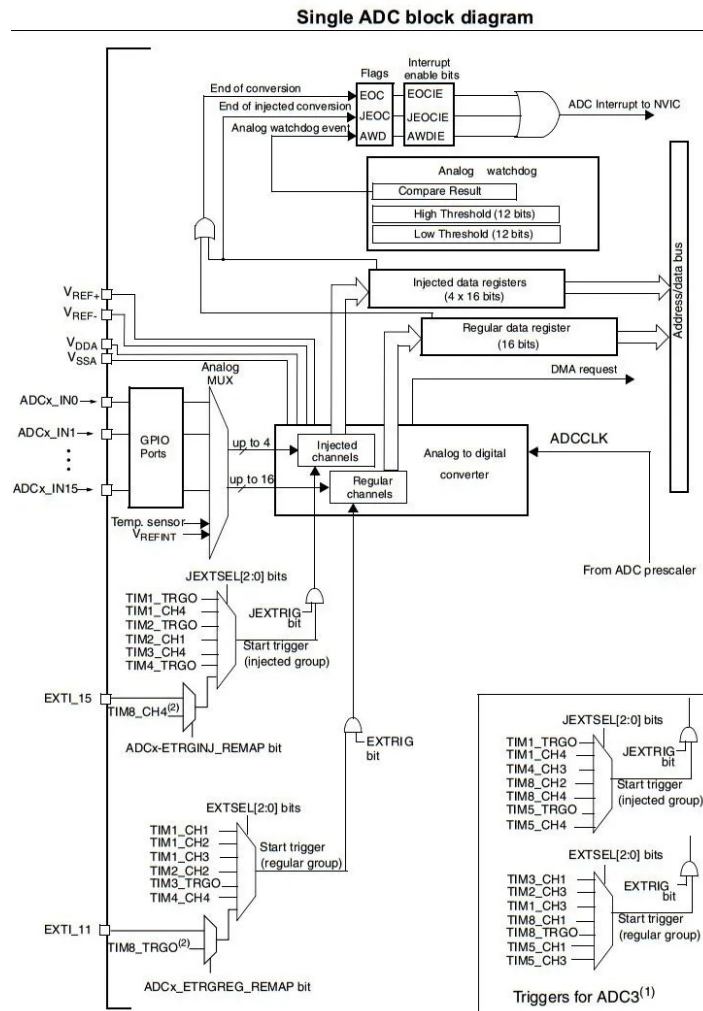 Single ADC block diagram
Flags
Interrupt
enable bits
End of conversion
EOC
EOCIE
End of injected conversion
JEOC
JEOCIE
ADC Interrupt to NVIC
Analog watchdog event
AWD
AWDIE
Analog watchdog
Compare Result
High Threshold (12 bits)
Low Threshold (12 bits)
Address/data bus
Injected data registers
(4 x 16 bits)
Regular data register
(16 bits)
VREF+
VREF-
VDDA
VSSA
Analog
MUX
DMA request
ADCx_IN0
ADCx_IN1
ADCx_IN15
GPIO
Ports
up to 4
up to 16
Injected
channels
Regular
channels
Analog to digital
converter
ADCCLK
Temp. sensor
VREFINT
From ADC prescaler
JEXTSEL[2:0] bits
TIM1_TRGO
TIM1_CH4
TIM2_TRGO
TIM2_CH1
TIM3_CH4
TIM4_TRGO
JEXTRIG
bit
Start trigger
(injected group)
EXTI_15
TIM8_CH4(2)
ADCx-ETRGINJ_REMAP bit
EXTRIG
bit
EXTSEL[2:0] bits
TIM1_CH1
TIM1_CH2
TIM1_CH3
TIM2_CH2
TIM3_TRGO
TIM4_CH4
Start trigger
(regular group)
EXTI_11
TIM8_TRGO(2)
ADCx_ETRGREG_REMAP bit
JEXTSEL[2:0] bits
TIM1_TRGO
TIM1_CH4
TIM4_CH3
TIM8_CH2
TIM8_CH4
TIM5_TRGO
TIM5_CH4
JEXTRIG
bit
Start trigger
(injected group)
EXTSEL[2:0] bits
TIM3_CH1
TIM2_CH3
TIM1_CH3
TIM8_CH1
TIM8_TRGO
TIM5_CH1
TIM5_CH3
EXTRIG
bit
Start trigger
(regular group)
Triggers for ADC3(1)